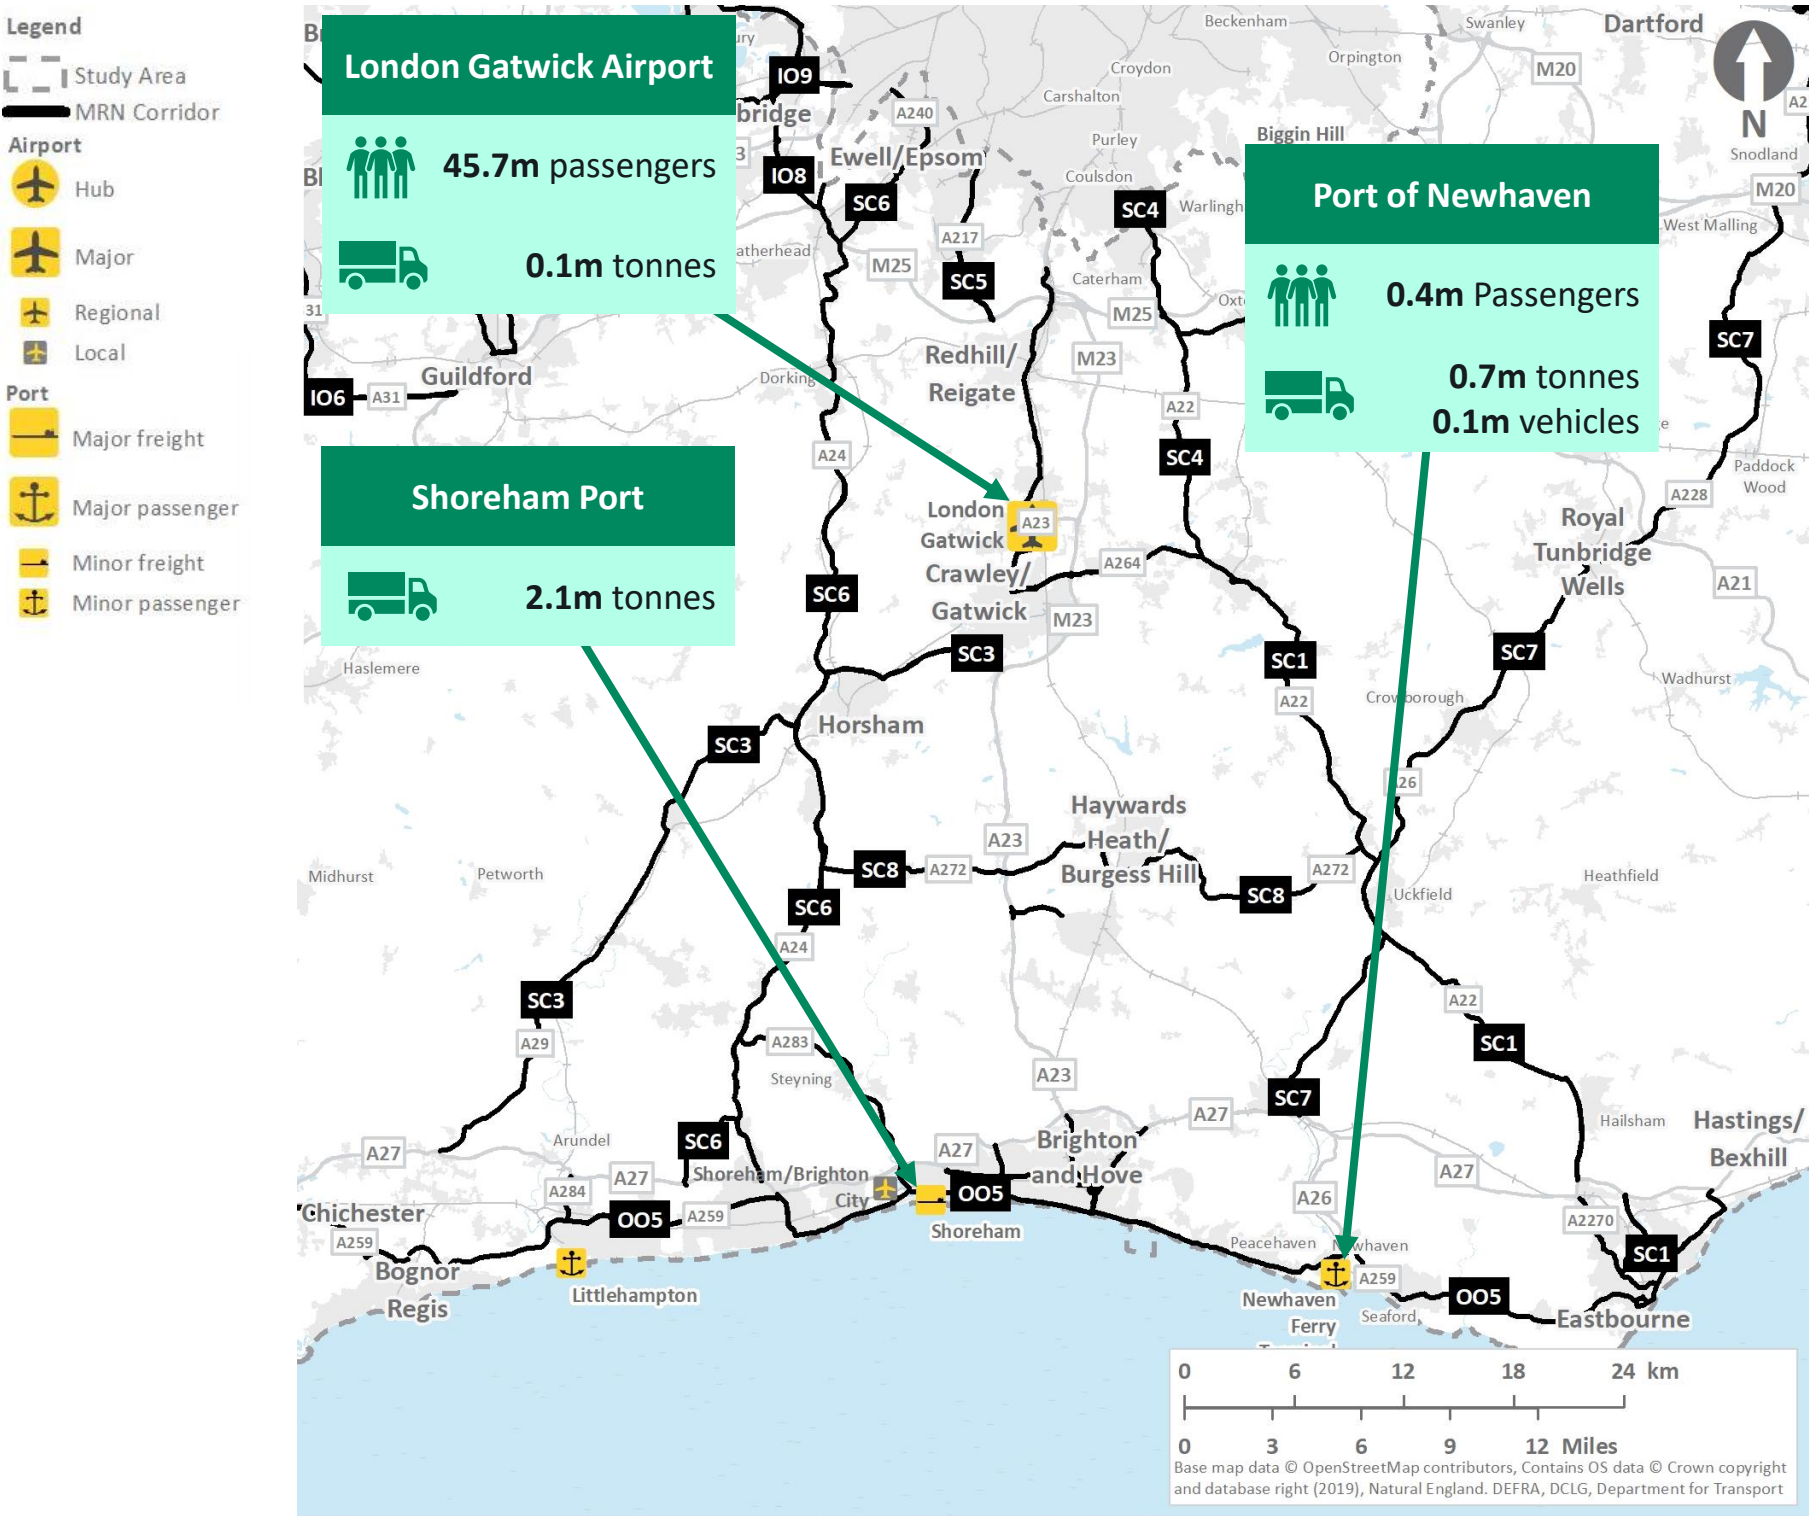 Legend
Study Area
MRN Corridor
Airport
Hub
Major
Regional
Local
Port
Major freight
Major passenger
Minor freight
Minor passenger
London Gatwick Airport
45.7m passengers
0.1m tonnes
Shoreham Port
2.1m tonnes
Port of Newhaven
0.4m Passengers
0.7m tonnes
0.1m vehicles
N
Beckenham
Swanley
Dartford
Orpington
M20
Croydon
Carshalton
IO9
A240
Purley
Biggin Hill
Snodland
M20
Ewell/Epsom
Coulsdon
IO8
SC6
SC4
West Malling
A217
M25
SC5
Caterham
M25
Redhill/
Reigate
M23
SC7
Guildford
Dorking
IO6
A31
A22
A24
SC4
Paddock
Wood
A228
London
Gatwick
A23
Royal
Tunbridge
Wells
Crawley/
Gatwick
A264
A21
SC6
M23
SC3
SC1
SC7
Haslemere
Wadhurst
A22
Crowborough
Horsham
SC3
Haywards
Heath/
Burgess Hill
A23
SC8
A272
A272
SC8
Midhurst
Petworth
Heathfield
Uckfield
SC6
A24
SC3
A22
A29
A283
SC1
Steyning
A23
SC7
A27
Hailsham
Hastings/
Bexhill
A27
Arundel
SC6
A27
Brighton
and Hove
A27
Shoreham/Brighton
City
A27
A284
OO5
A259
OO5
A26
Chichester
A2270
Shoreham
A259
Peacehaven
SC1
Bognor
Regis
Littlehampton
A259
OO5
Newhaven
Ferry
Seaford
Eastbourne
0 6 12 18 24 km
0 3 6 9 12 Miles
Base map data © OpenStreetMap contributors, Contains OS data © Crown copyright
and database right (2019), Natural England. DEFRA, DCLG, Department for Transport